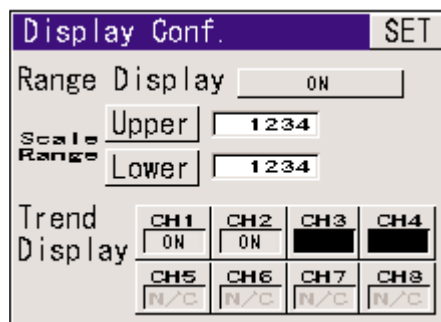 Display Conf. SET
Range Display ON
Scale Range
Upper 1234
Lower 1234
Trend Display
CH1 CH2 CH3 CH4
ON ON
CH5 CH6 CH7 CH8
N/C N/C N/C N/C